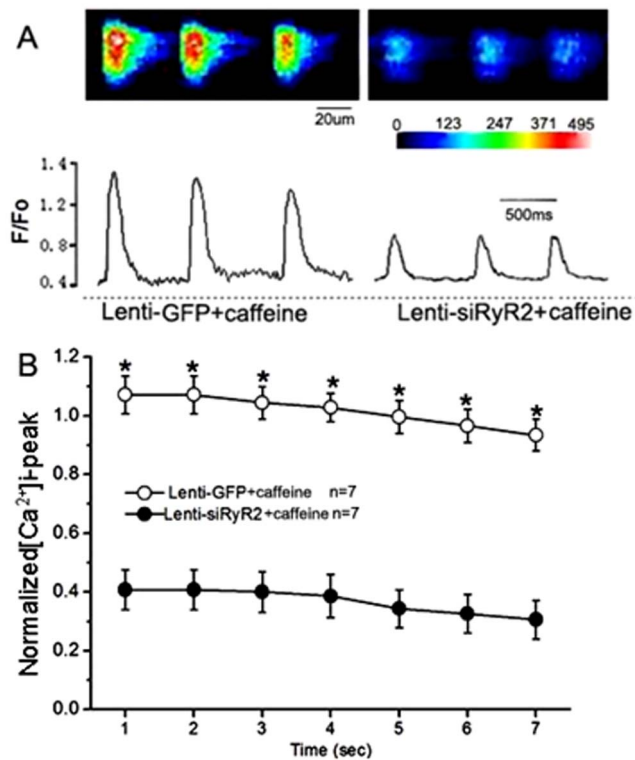 A
20um
0 123 247 371 495
1.4
1.2
0.8
0.4
F/Fo
500ms
Lenti-GFP+caffeine
Lenti-siRyR2+caffeine
B
1.2
1.0
0.8
0.6
0.4
0.2
0.0
Normalized[Ca²⁺]i-peak
* * * * * * *
Lenti-GFP+caffeine n=7
Lenti-siRyR2+caffeine n=7
1 2 3 4 5 6 7
Time (sec)